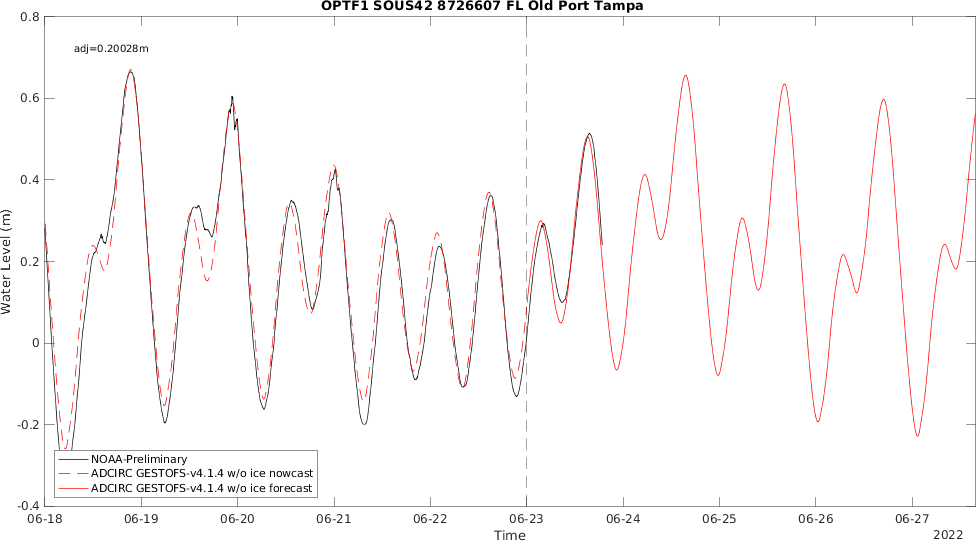 OPTF1 SOUS42 8726607 FL Old Port Tampa
adj=0.20028m
0.8
0.6
0.4
0.2
0
-0.2
-0.4
Water Level (m)
NOAA-Preliminary
ADCIRC GESTOFS-v4.1.4 w/o ice nowcast
ADCIRC GESTOFS-v4.1.4 w/o ice forecast
06-18 06-19 06-20 06-21 06-22 06-23 06-24 06-25 06-26 06-27
Time
2022